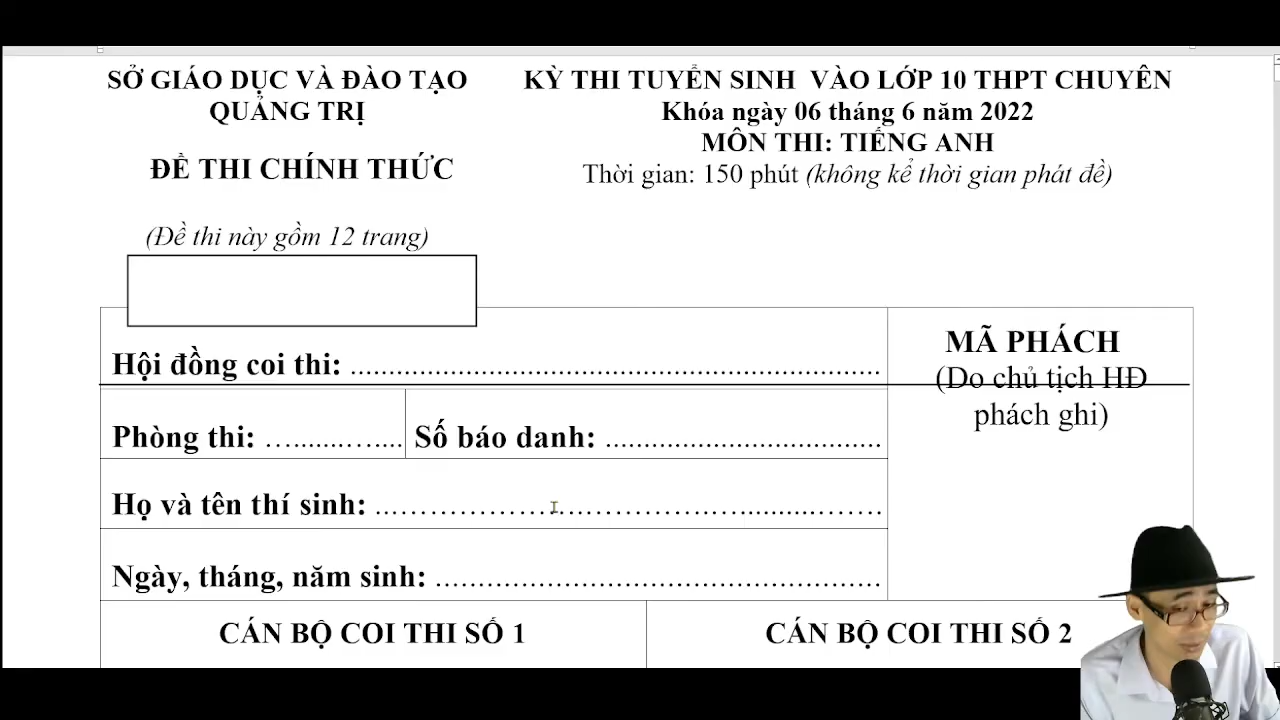 SỞ GIÁO DỤC VÀ ĐÀO TẠO
QUẢNG TRỊ
ĐỀ THI CHÍNH THỨC
(Đề thi này gồm 12 trang)
KỲ THI TUYỂN SINH VÀO LỚP 10 THPT CHUYÊN
Khóa ngày 06 tháng 6 năm 2022
MÔN THI: TIẾNG ANH
Thời gian: 150 phút (không kể thời gian phát đề)
Hội đồng coi thi: ..................................................................
MÃ PHÁCH
(Do chủ tịch HĐ
phách ghi)
Phòng thi: ….......…....
Số báo danh: ..................................
Họ và tên thí sinh: ...………………...…………….…...........…….
Ngày, tháng, năm sinh: ……………………………………………………
CÁN BỘ COI THI SỐ 1
CÁN BỘ COI THI SỐ 2